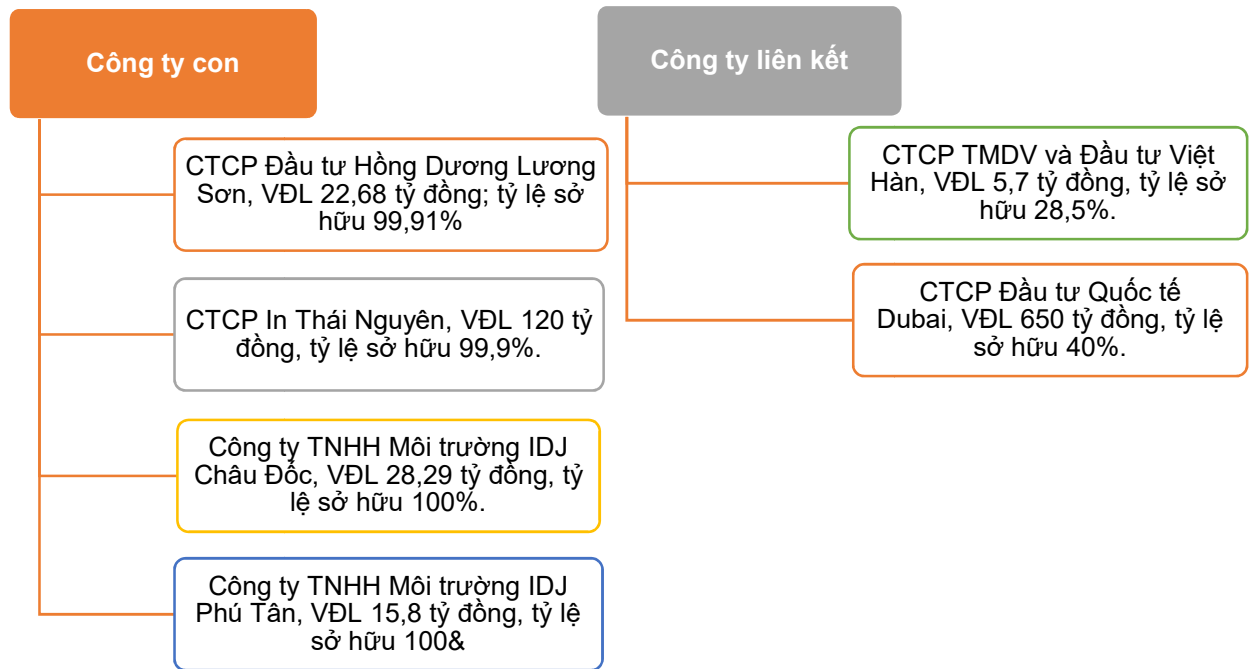 Công ty con
CTCP Đầu tư Hồng Dương Lương
Sơn, VĐL 22,68 tỷ đồng; tỷ lệ sở
hữu 99,91%
CTCP In Thái Nguyên, VĐL 120 tỷ
đồng, tỷ lệ sở hữu 99,9%.
Công ty TNHH Môi trường IDJ
Châu Đốc, VĐL 28,29 tỷ đồng, tỷ
lệ sở hữu 100%.
Công ty TNHH Môi trường IDJ
Phú Tân, VĐL 15,8 tỷ đồng, tỷ lệ
sở hữu 100&
Công ty liên kết
CTCP TMDV và Đầu tư Việt
Hàn, VĐL 5,7 tỷ đồng, tỷ lệ sở
hữu 28,5%.
CTCP Đầu tư Quốc tế
Dubai, VĐL 650 tỷ đồng, tỷ lệ
sở hữu 40%.